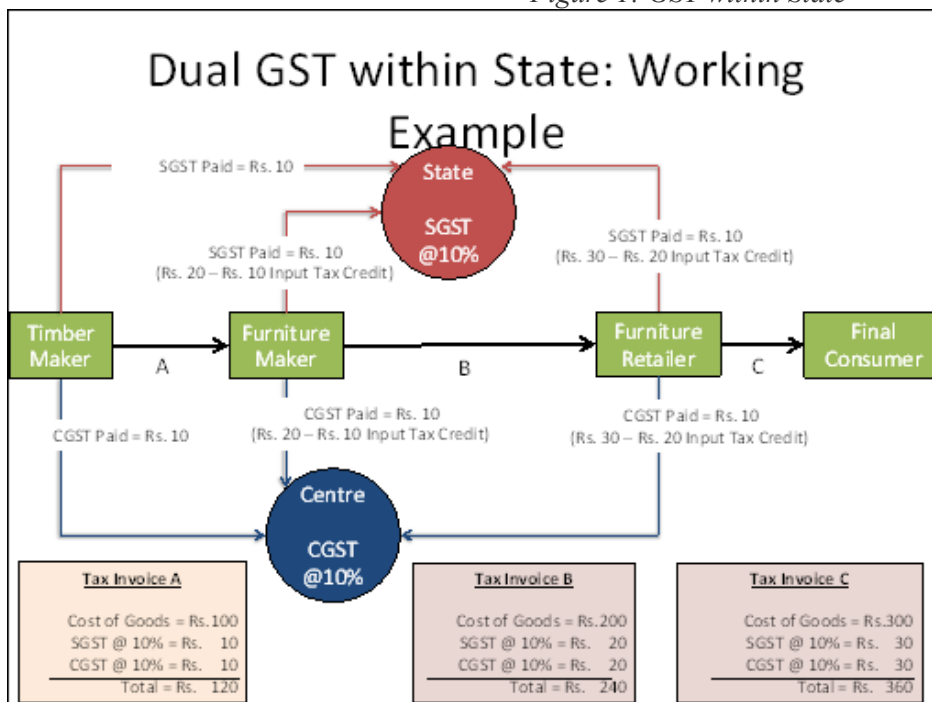 Figure 1: GST within State
Dual GST within State: Working
Example
SGST Paid = Rs. 10
State
SGST
@10%
SGST Paid = Rs. 10
(Rs. 20 – Rs. 10 Input Tax Credit)
SGST Paid = Rs. 10
(Rs. 30 – Rs. 20 Input Tax Credit)
Timber
Maker
A
Furniture
Maker
B
Furniture
Retailer
C
Final
Consumer
CGST Paid = Rs. 10
CGST Paid = Rs. 10
(Rs. 20 – Rs. 10 Input Tax Credit)
CGST Paid = Rs. 10
(Rs. 30 – Rs. 20 Input Tax Credit)
Centre
CGST
@10%
Tax Invoice A
Cost of Goods = Rs.100
SGST @ 10% = Rs. 10
CGST @ 10% = Rs. 10
Total = Rs. 120
Tax Invoice B
Cost of Goods = Rs.200
SGST @ 10% = Rs. 20
CGST @ 10% = Rs. 20
Total = Rs. 240
Tax Invoice C
Cost of Goods = Rs.300
SGST @ 10% = Rs. 30
CGST @ 10% = Rs. 30
Total = Rs. 360